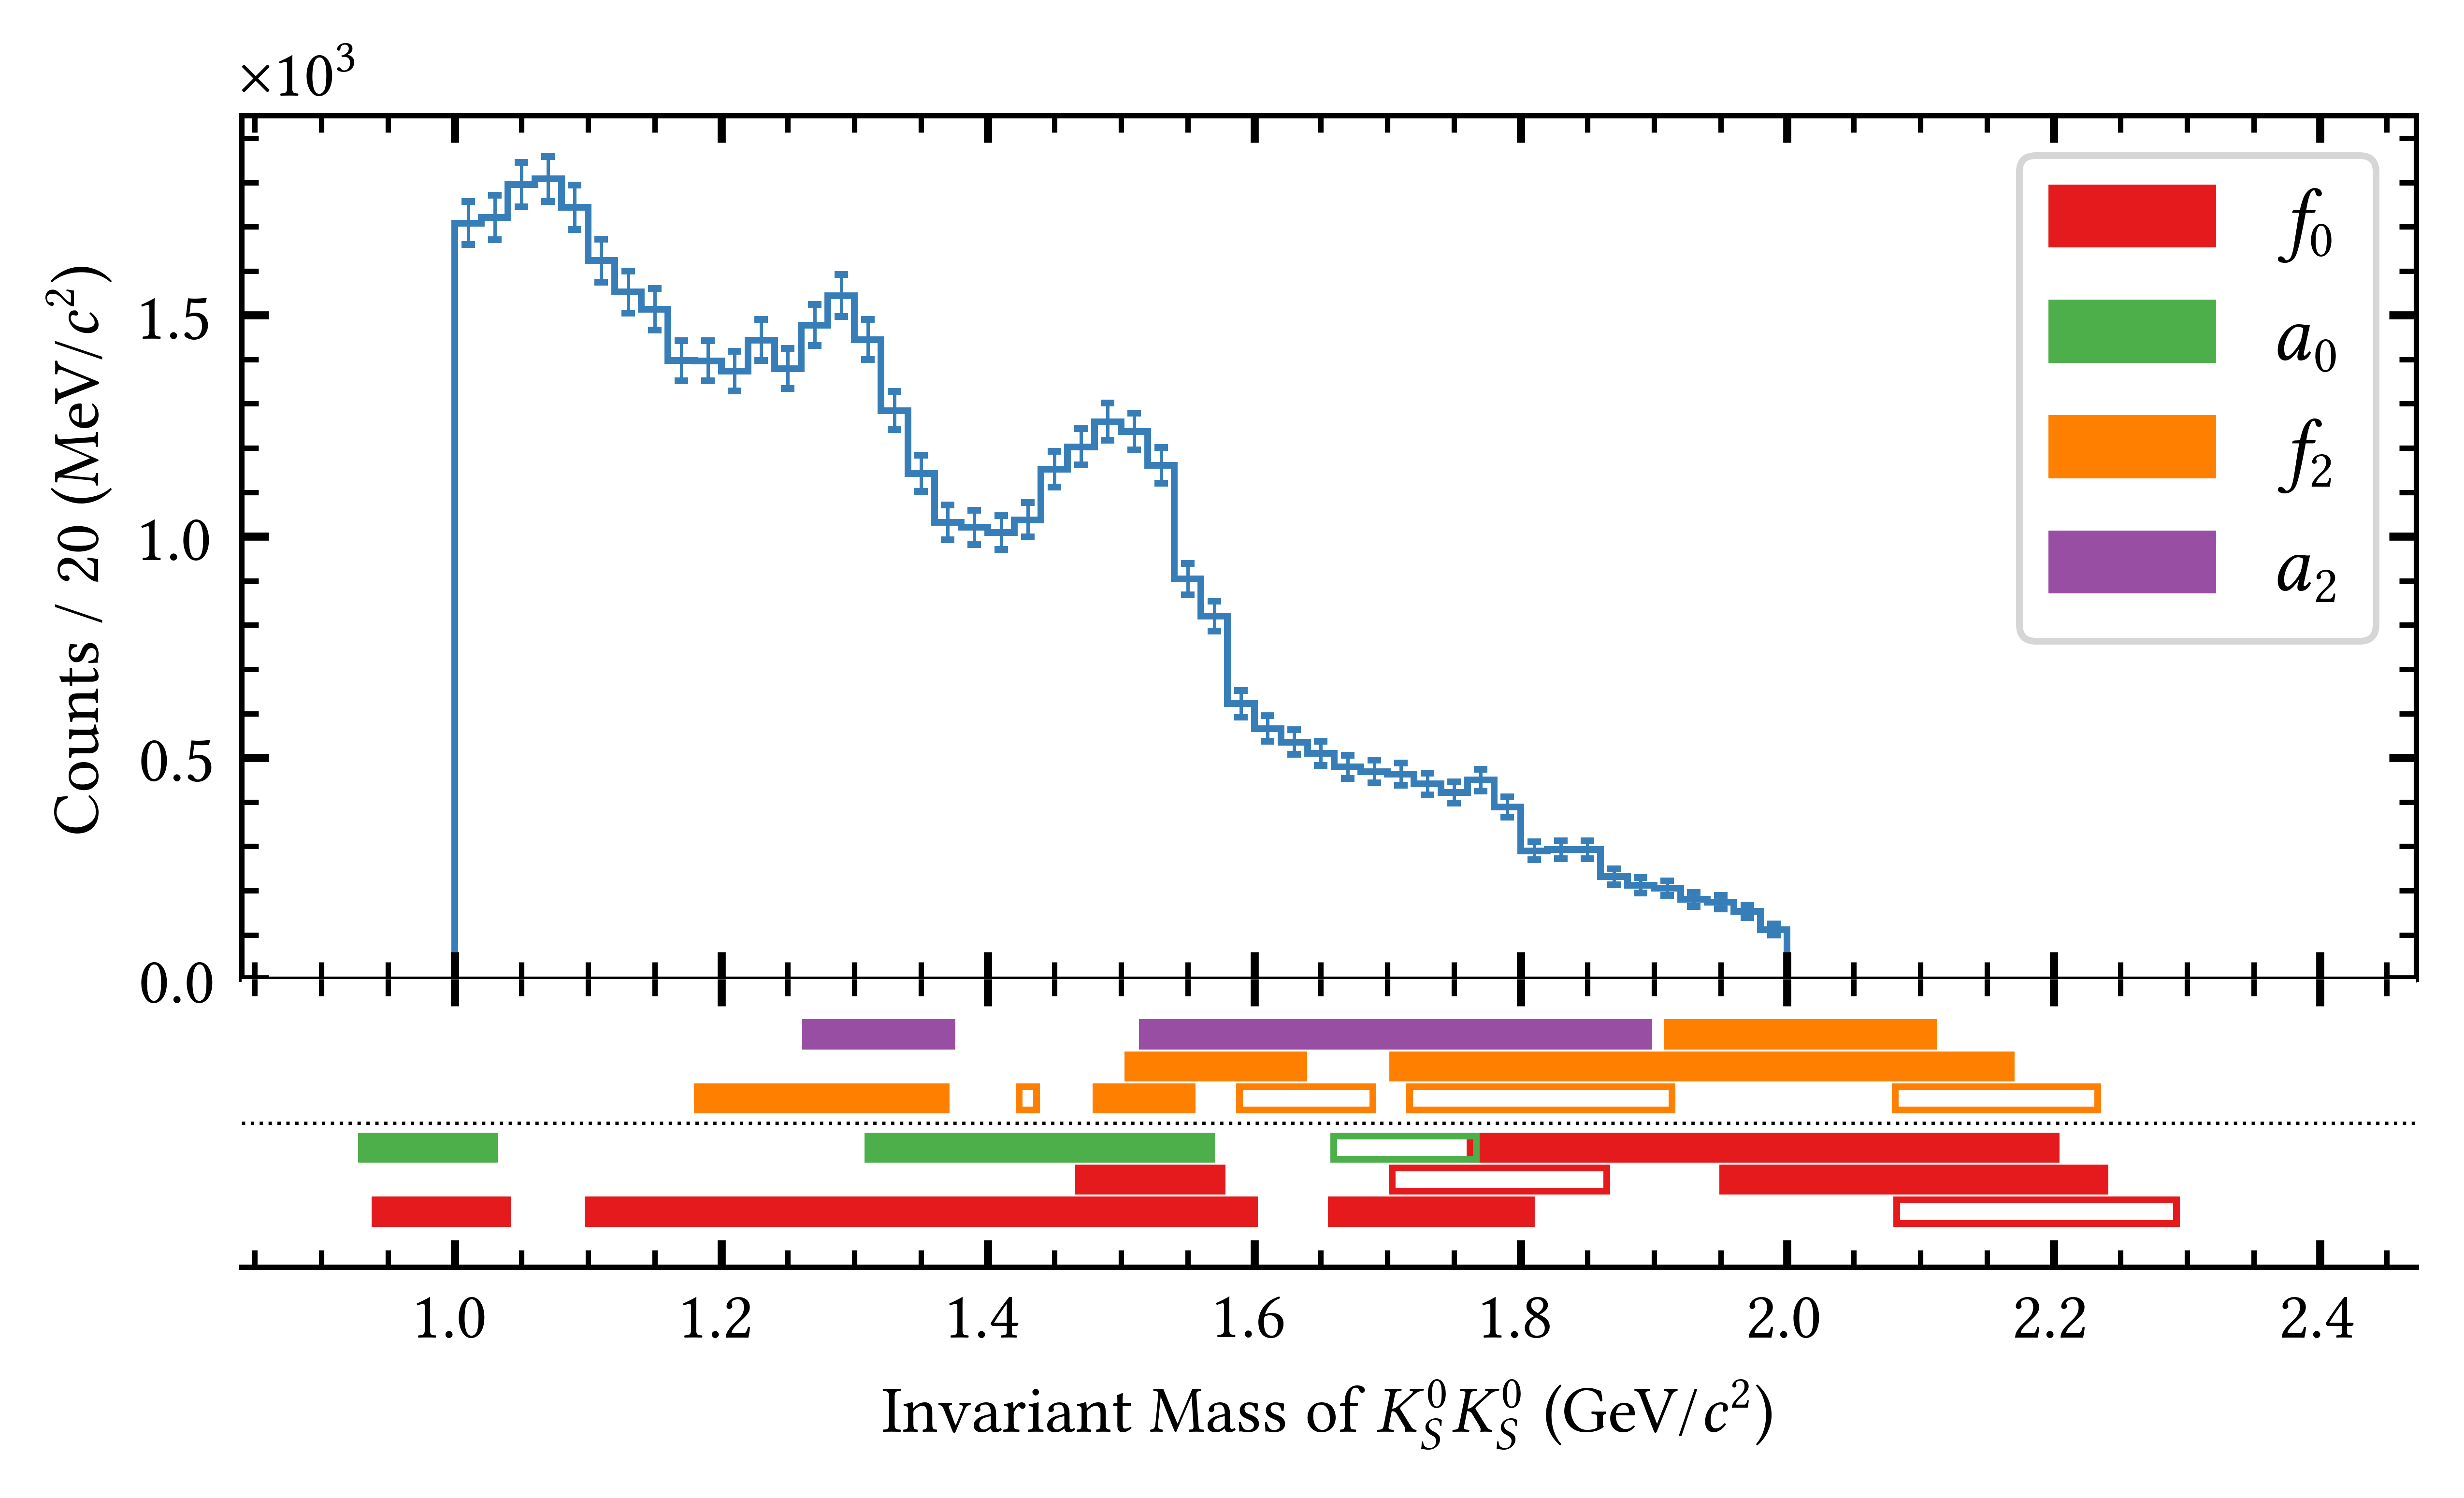 ×10³
Counts / 20 (MeV/c²)
1.5
1.0
0.5
0.0
f₀
a₀
f₂
a₂
1.0 1.2 1.4 1.6 1.8 2.0 2.2 2.4
Invariant Mass of K⁰_S K⁰_S (GeV/c²)